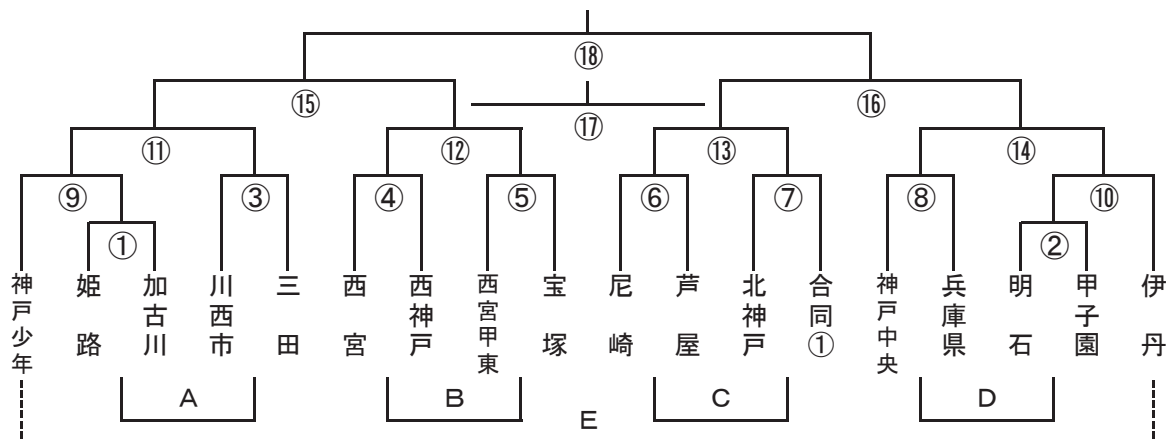 ⑱
⑮ ⑯
⑰
⑪ ⑫ ⑬ ⑭
⑨ ③ ④ ⑤ ⑥ ⑦ ⑧ ⑩
① ②
神戸少年
姫路
加古川
川西市
三田
西宮
西神戸
西宮甲東
宝塚
尼崎
芦屋
北神戸
合同①
神戸中央
兵庫県
明石
甲子園
伊丹
A B C D
E